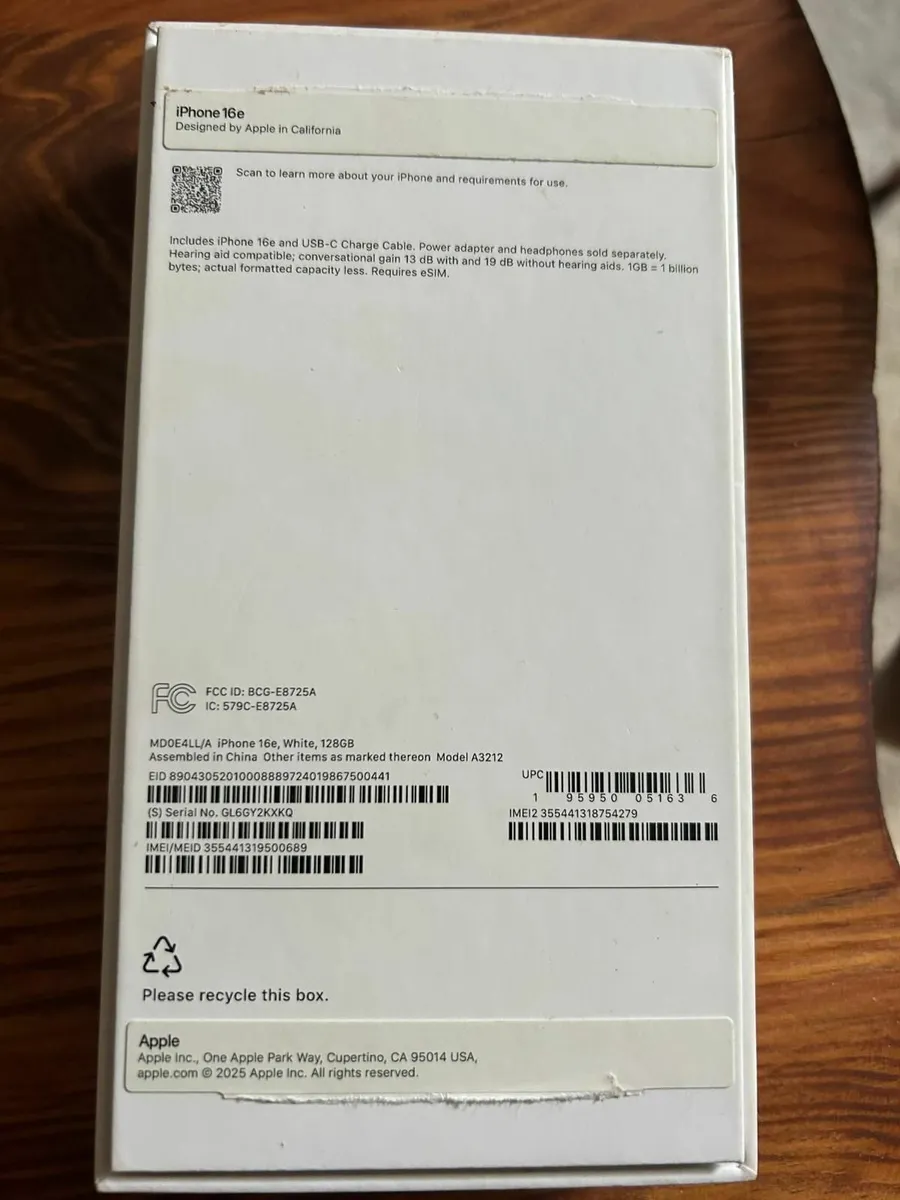 iPhone 16e
Designed by Apple in California
Scan to learn more about your iPhone and requirements for use.
Includes iPhone 16e and USB-C Charge Cable. Power adapter and headphones sold separately.
Hearing aid compatible; conversational gain 13 dB with and 19 dB without hearing aids. 1GB = 1 billion
bytes; actual formatted capacity less. Requires eSIM.
FC
FCC ID: BCG-E8725A
IC: 579C-E8725A
MD0E4LL/A iPhone 16e, White, 128GB
Assembled in China Other items as marked thereon Model A3212
EID 89043052010008889724019867500441
UPC
1 95950 05163 6
(S) Serial No. GL6GY2KXKQ
IMEI2 355441318754279
IMEI/MEID 355441319500689
Please recycle this box.
Apple
Apple Inc., One Apple Park Way, Cupertino, CA 95014 USA,
apple.com © 2025 Apple Inc. All rights reserved.